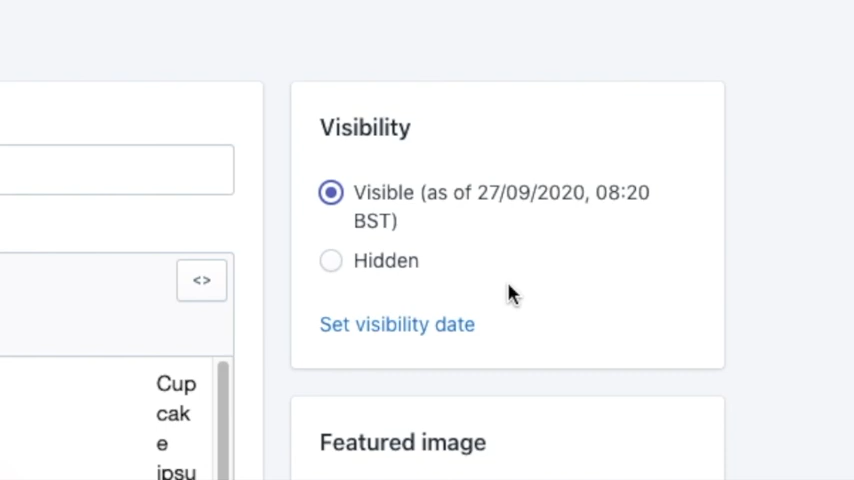 Visibility
Visible (as of 27/09/2020, 08:20
BST)
Hidden
<>
Set visibility date
Cup
cak
e
ipsu
Featured image